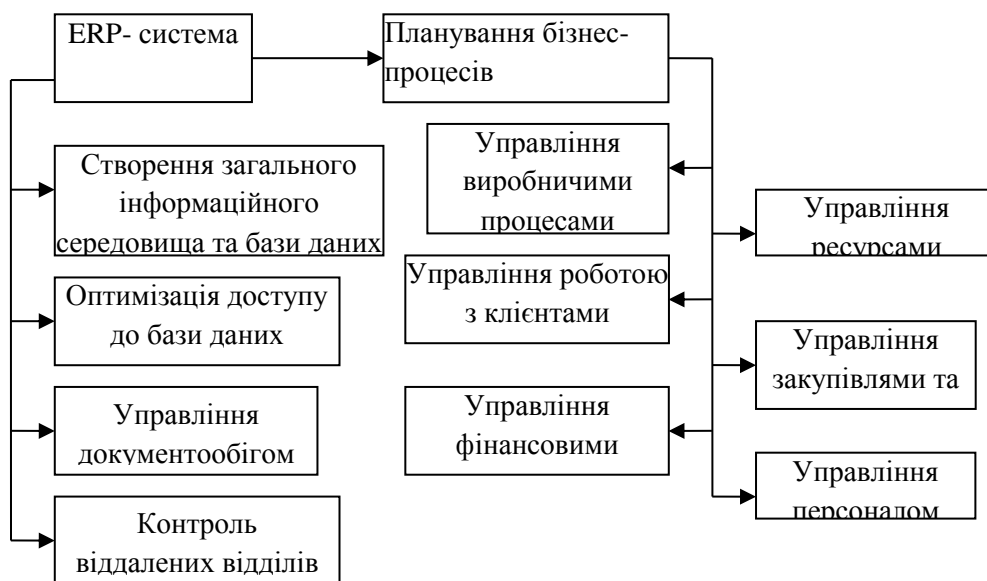 ERP- система
Планування бізнес-
процесів
Створення загального
інформаційного
середовища та бази даних
Оптимізація доступу
до бази даних
Управління
документообігом
Контроль
віддалених відділів
Управління
виробничими
процесами
Управління роботою
з клієнтами
Управління
фінансовими
Управління
ресурсами
Управління
закупівлями та
Управління
персоналом